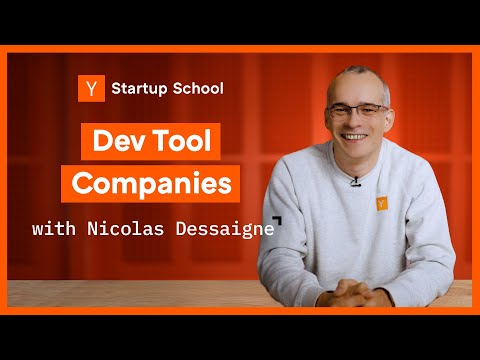 Y Startup School
Dev Tool
Companies
with Nicolas Dessaigne
Y